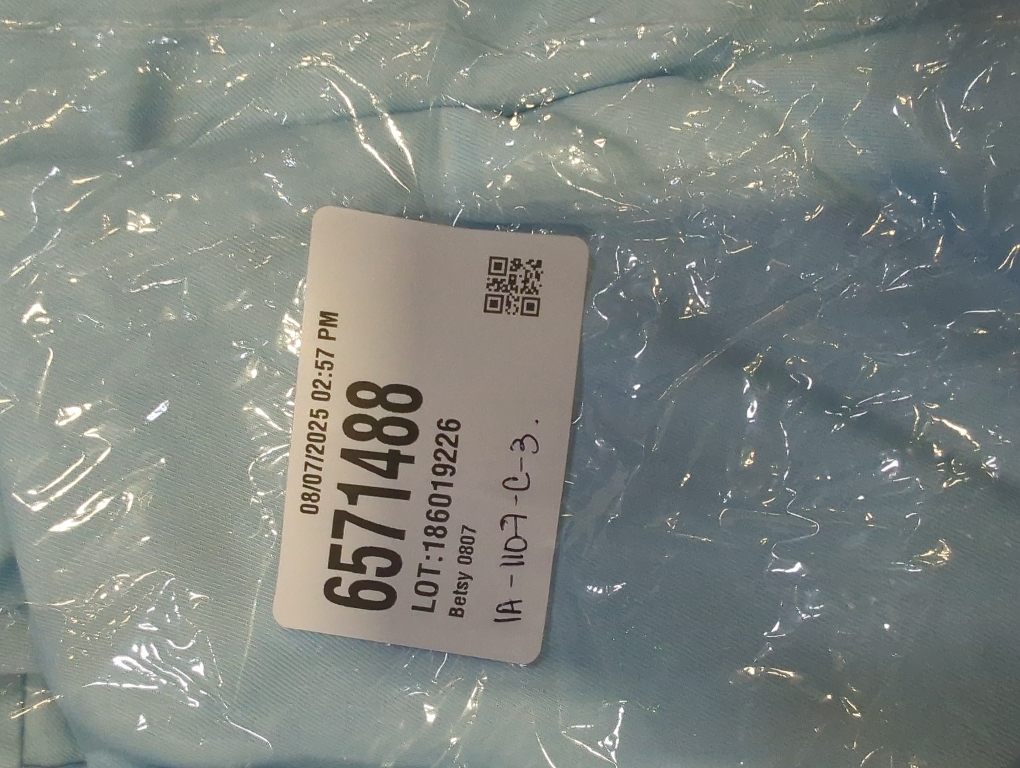 08/07/2025 02:57 PM
6571488
LOT:186019226
Betsy 0807
1A-1107-C-3.